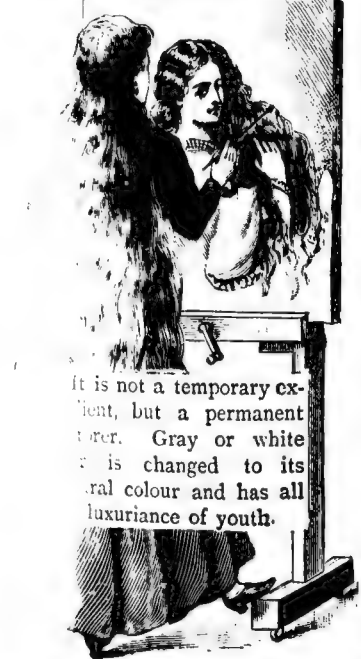 It is not a temporary ex-
but a permanent
Gray or white
is changed to its
colour and has all
luxuriance of youth.